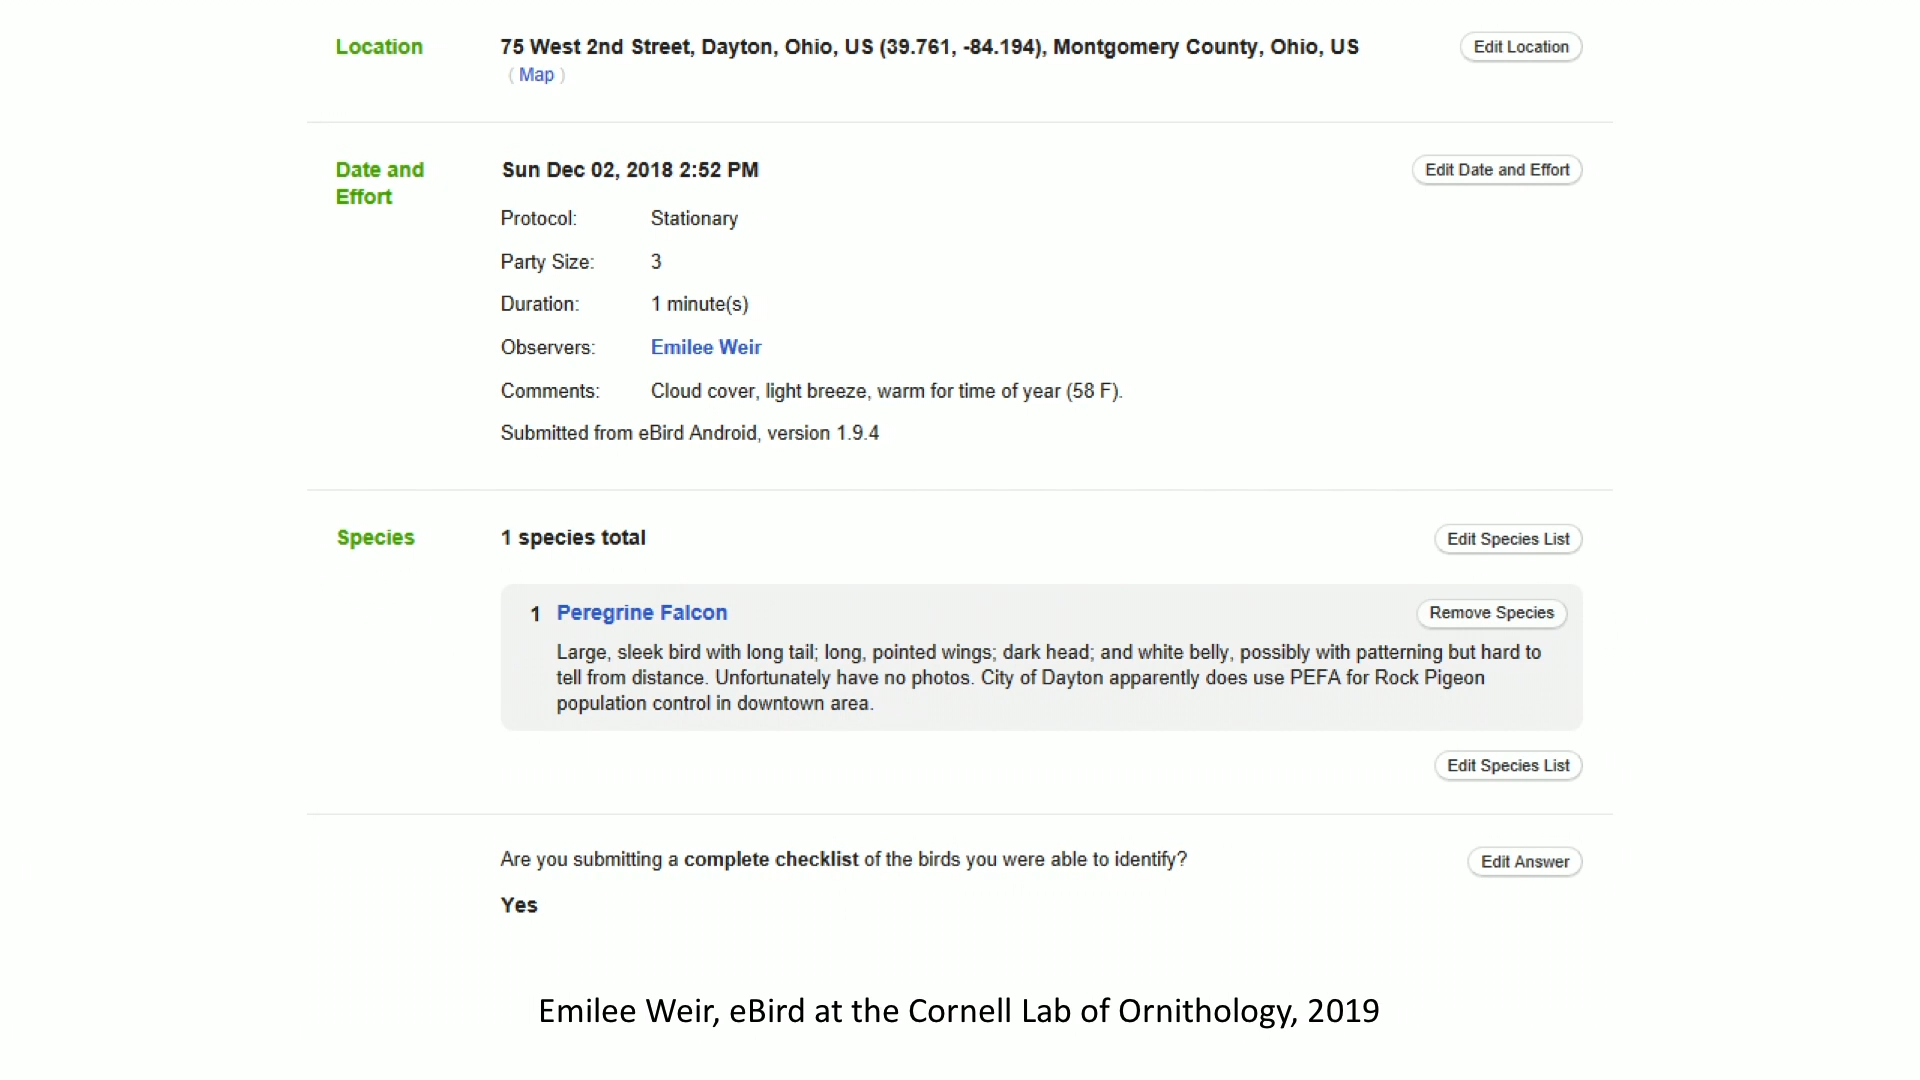 Location
75 West 2nd Street, Dayton, Ohio, US (39.761, -84.194), Montgomery County, Ohio, US
( Map )
Edit Location
Date and
Effort
Sun Dec 02, 2018 2:52 PM
Edit Date and Effort
Protocol: Stationary
Party Size: 3
Duration: 1 minute(s)
Observers: Emilee Weir
Comments: Cloud cover, light breeze, warm for time of year (58 F).
Submitted from eBird Android, version 1.9.4
Species
1 species total
Edit Species List
1 Peregrine Falcon
Remove Species
Large, sleek bird with long tail; long, pointed wings; dark head; and white belly, possibly with patterning but hard to
tell from distance. Unfortunately have no photos. City of Dayton apparently does use PEFA for Rock Pigeon
population control in downtown area.
Edit Species List
Are you submitting a complete checklist of the birds you were able to identify?
Edit Answer
Yes
Emilee Weir, eBird at the Cornell Lab of Ornithology, 2019